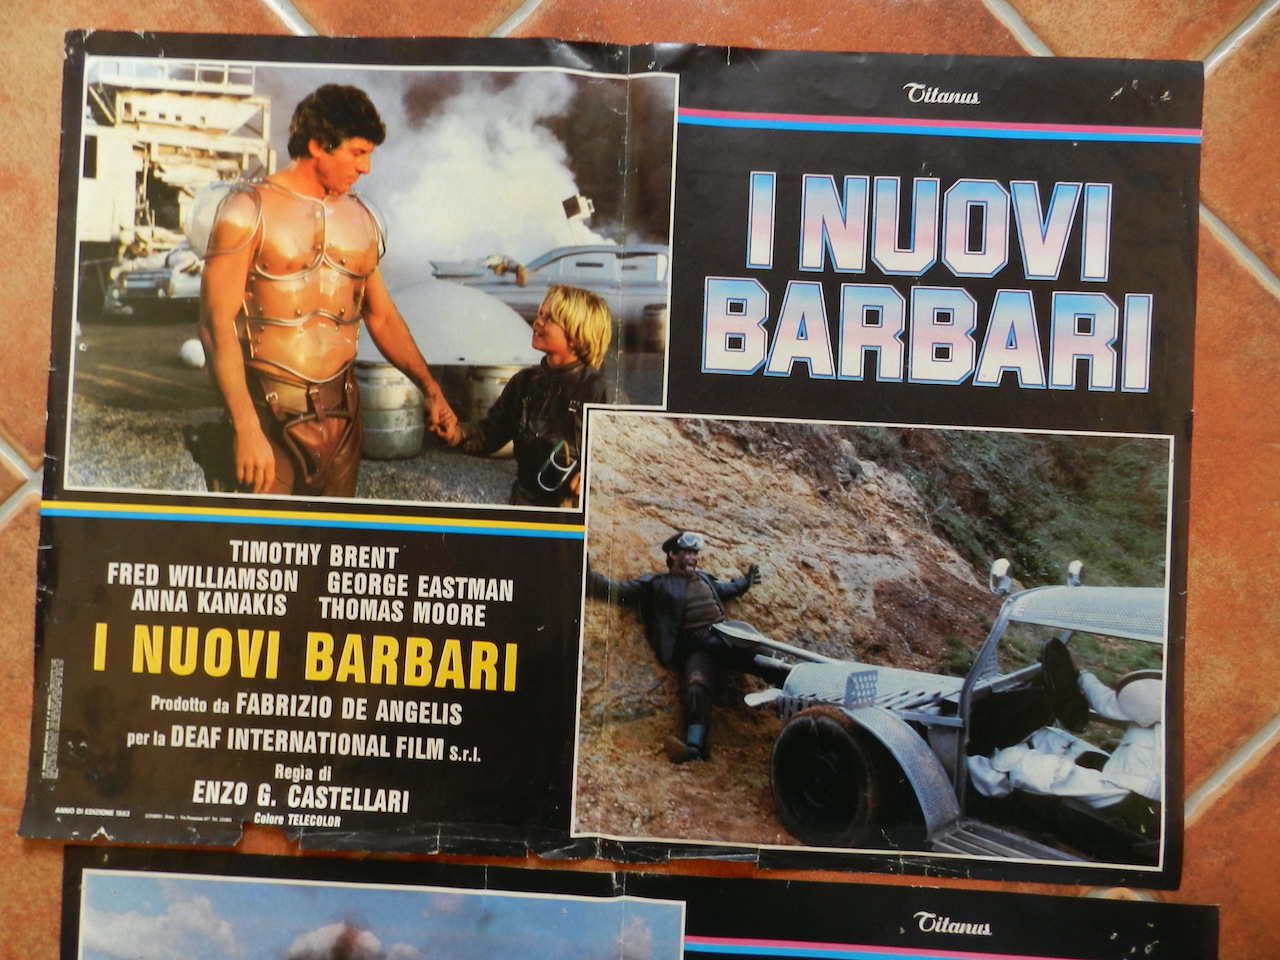 Titanus
I NUOVI
BARBARI
TIMOTHY BRENT
FRED WILLIAMSON GEORGE EASTMAN
ANNA KANAKIS THOMAS MOORE
I NUOVI BARBARI
Prodotto da FABRIZIO DE ANGELIS
per la DEAF INTERNATIONAL FILM s.r.l.
Regìa di
ENZO G. CASTELLARI
Colore TELECOLOR
ANNO DI EDIZIONE 1983
Titanus